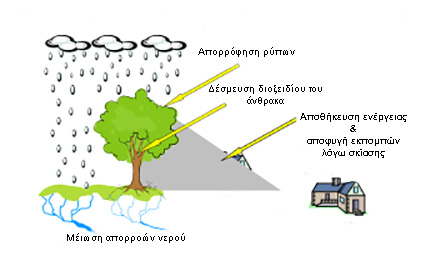 Απορρόφηση ρύπων
Δέσμευση διοξειδίου του
άνθρακα
Αποθήκευση ενέργειας
&
αποφυγή εκπομπών
λόγω σκίασης
Μείωση απορροών νερού